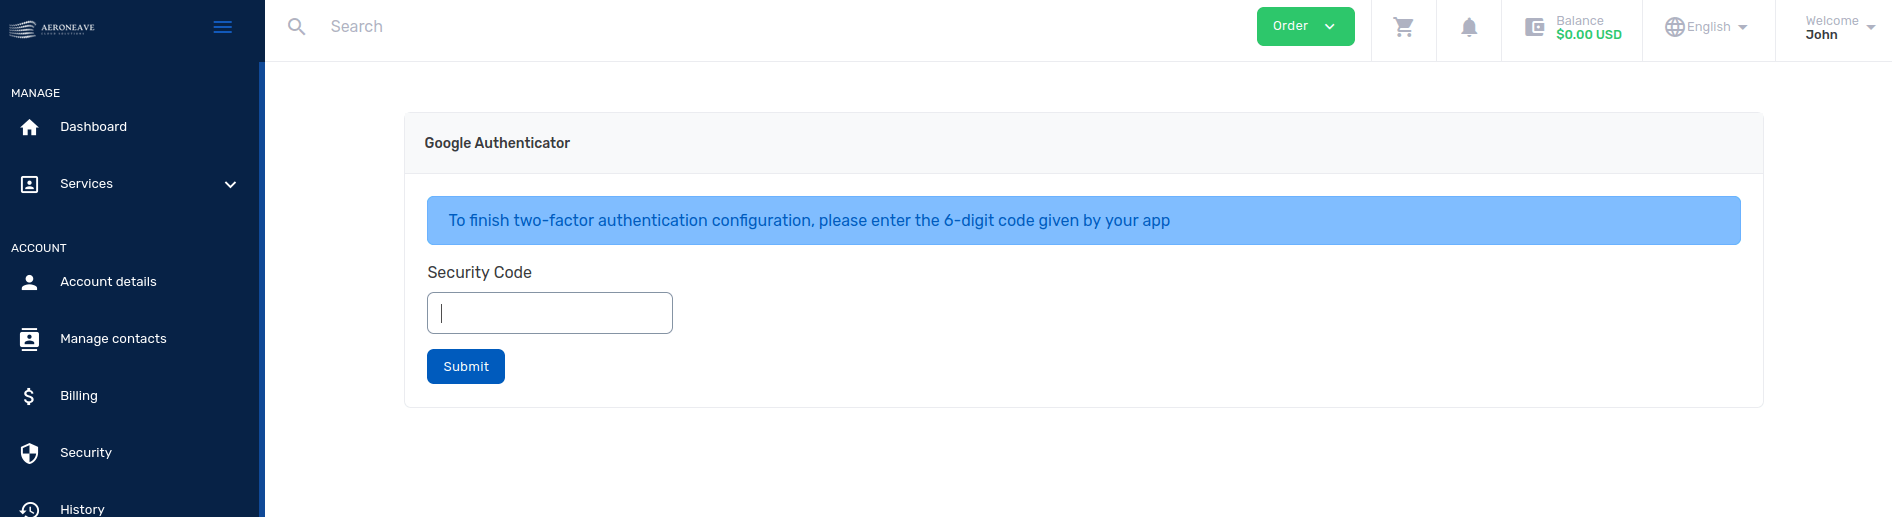 AERONEAVE
CLOUD SOLUTIONS
Search
Order
Balance
$0.00 USD
English
Welcome
John
MANAGE
Dashboard
Services
ACCOUNT
Account details
Manage contacts
Billing
Security
History
Google Authenticator
To finish two-factor authentication configuration, please enter the 6-digit code given by your app
Security Code
Submit